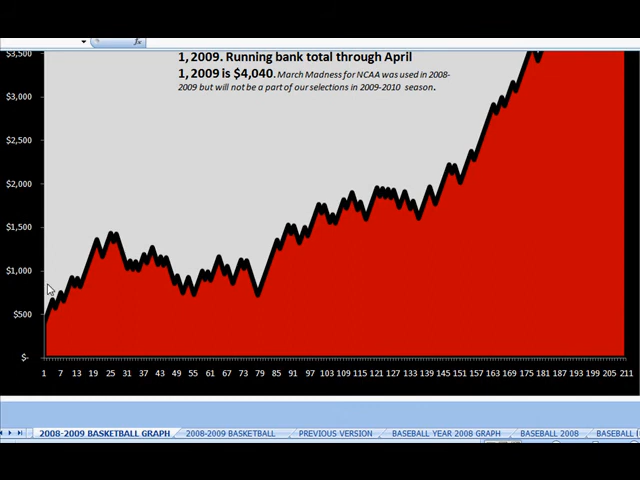 fx
$3,500
1, 2009. Running bank total through April
1, 2009 is $4,040. March Madness for NCAA was used in 2008-
2009 but will not be a part of our selections in 2009-2010 season.
$3,000
$2,500
$2,000
$1,500
$1,000
$500
$-
1 7 13 19 25 31 37 43 49 55 61 67 73 79 85 91 97 103 109 115 121 127 133 139 145 151 157 163 169 175 181 187 193 199 205 211
2008-2009 BASKETBALL GRAPH 2008-2009 BASKETBALL PREVIOUS VERSION BASEBALL YEAR 2008 GRAPH BASEBALL 2008 BASEBALL